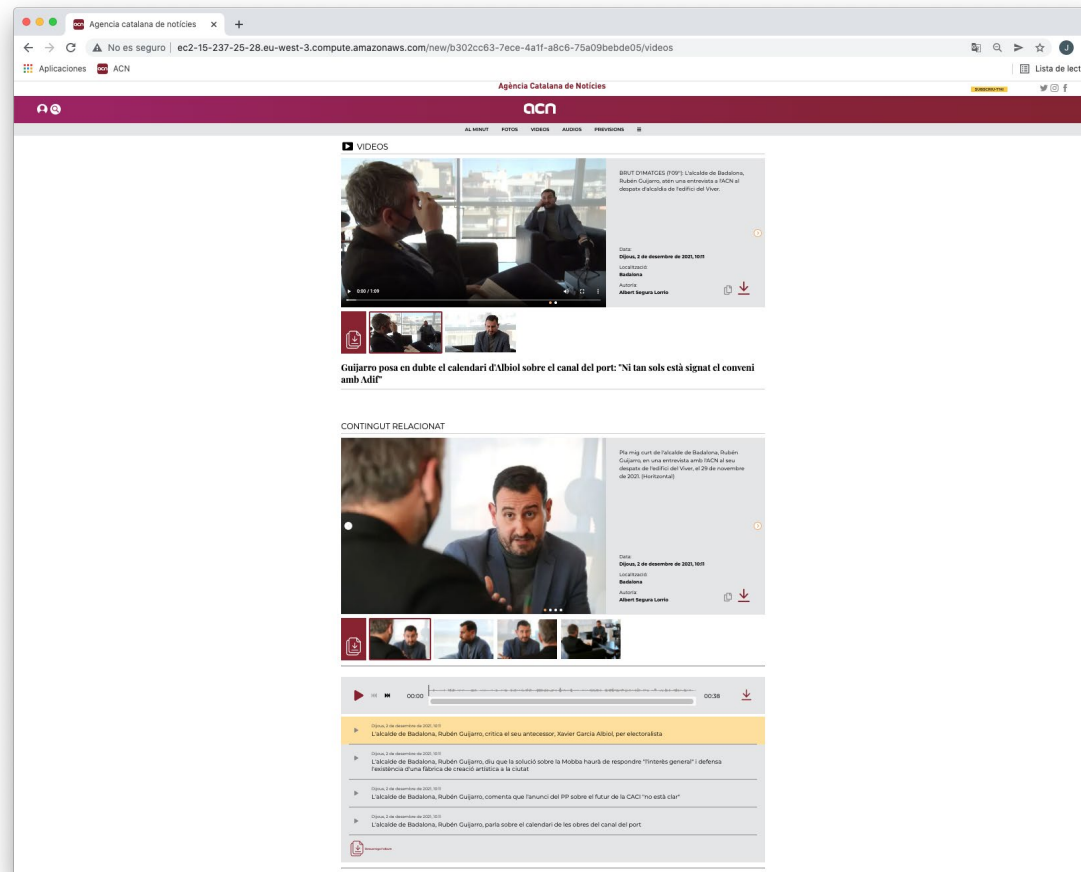 Agencia catalana de notícies
No es seguro
ec2-15-237-25-28.eu-west-3.compute.amazonaws.com/new/b302cc63-7ece-4a1f-a8c6-75a09bebde05/videos
J
Aplicaciones
ACN
Lista de lect
Agència Catalana de Notícies
SUBSCRIU-T'HI
acn
AL MINUT FOTOS VIDEOS AUDIOS PREVISIONS
VIDEOS
BRUT D'IMATGES (1'09"): L'alcalde de Badalona,
Rubén Guijarro, atén una entrevista a l'ACN al
despatx d'alcaldia de l'edifici del Viver.
0:00 / 1:09
Data:
Dijous, 2 de desembre de 2021, 10:11
Localització:
Badalona
Autoria:
Albert Segura Lorrio
Guijarro posa en dubte el calendari d'Albiol sobre el canal del port: "Ni tan sols està signat el conveni
amb Adif"
CONTINGUT RELACIONAT
Pla mig curt de l'alcalde de Badalona, Rubén
Guijarro, en una entrevista amb l'ACN al seu
despatx de l'edifici del Viver, el 29 de novembre
de 2021. (Horitzontal)
Data:
Dijous, 2 de desembre de 2021, 10:11
Localització:
Badalona
Autoria:
Albert Segura Lorrio
00:00
00:38
Dijous, 2 de desembre de 2021, 10:11
L'alcalde de Badalona, Rubén Guijarro, critica el seu antecessor, Xavier Garcia Albiol, per electoralista
Dijous, 2 de desembre de 2021, 10:11
L'alcalde de Badalona, Rubén Guijarro, diu que la solució sobre la Mobba haurà de respondre "l'interès general" i defensa
l'existència d'una fàbrica de creació artística a la ciutat
Dijous, 2 de desembre de 2021, 10:11
L'alcalde de Badalona, Rubén Guijarro, comenta que l'anunci del PP sobre el futur de la CACI "no està clar"
Dijous, 2 de desembre de 2021, 10:11
L'alcalde de Badalona, Rubén Guijarro, parla sobre el calendari de les obres del canal del port